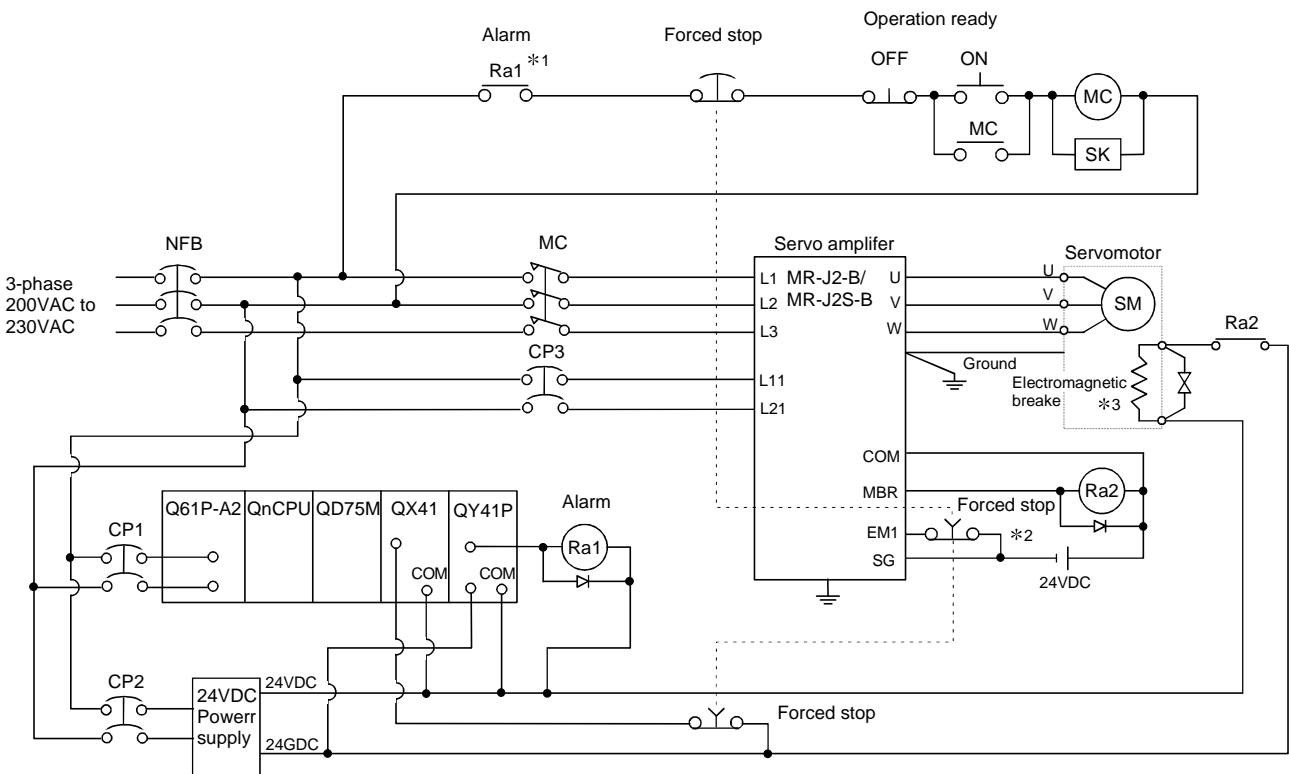 Operation ready
Alarm
Forced stop
Ra1 *1
OFF
ON
MC
MC
SK
NFB
MC
Servo amplifer
Servomotor
3-phase
200VAC to
230VAC
L1
MR-J2-B/
MR-J2S-B
U
L2
V
L3
W
U
V
W
SM
Ra2
CP3
L11
L21
Ground
Electromagnetic
breake
*3
COM
MBR
Ra2
Forced stop
EM1
*2
SG
24VDC
CP1
Q61P-A2
QnCPU
QD75M
QX41
QY41P
Alarm
Ra1
COM
COM
CP2
24VDC
Powerr
supply
24VDC
24GDC
Forced stop